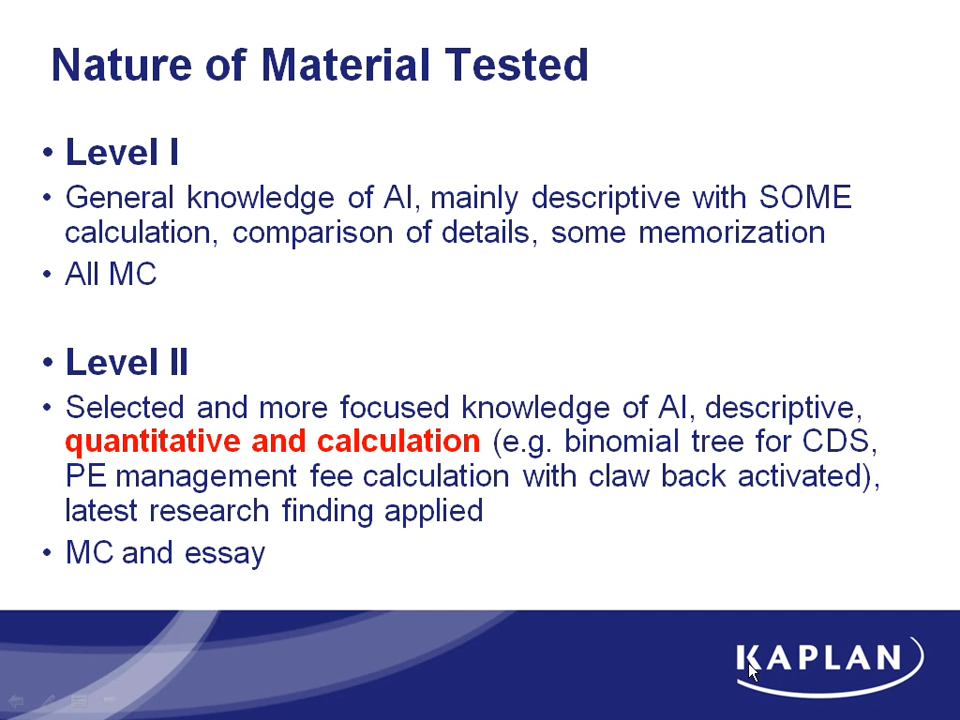 Nature of Material Tested
• Level I
• General knowledge of AI, mainly descriptive with SOME
calculation, comparison of details, some memorization
• All MC
• Level II
• Selected and more focused knowledge of AI, descriptive,
quantitative and calculation (e.g. binomial tree for CDS,
PE management fee calculation with claw back activated),
latest research finding applied
• MC and essay
KAPLAN